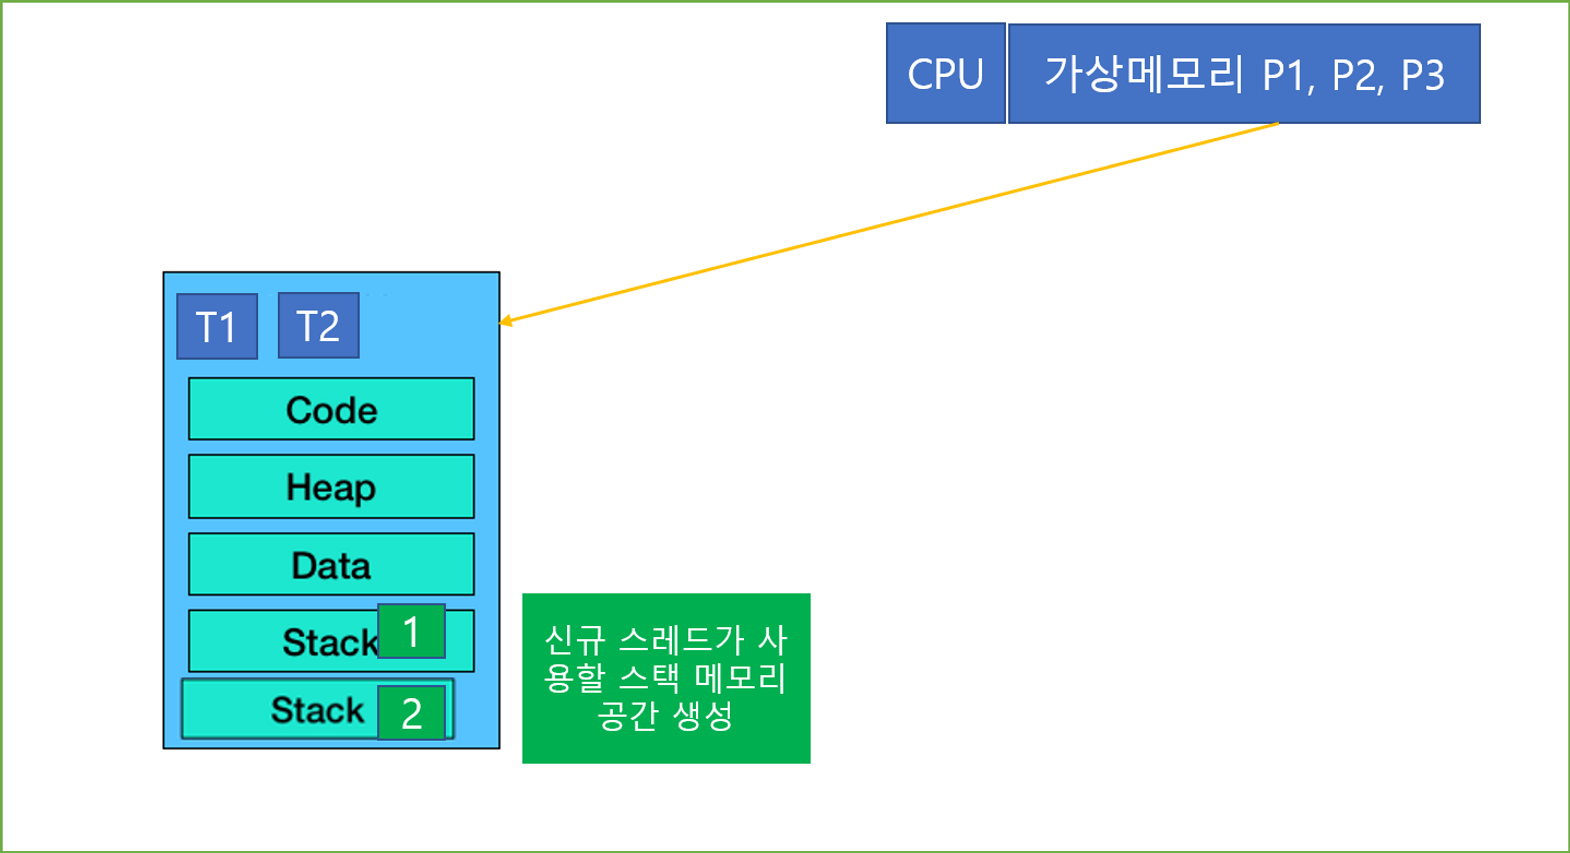 CPU
가상메모리 P1, P2, P3
T1
T2
Code
Heap
Data
Stack
1
Stack
2
신규 스레드가 사
용할 스택 메모리
공간 생성